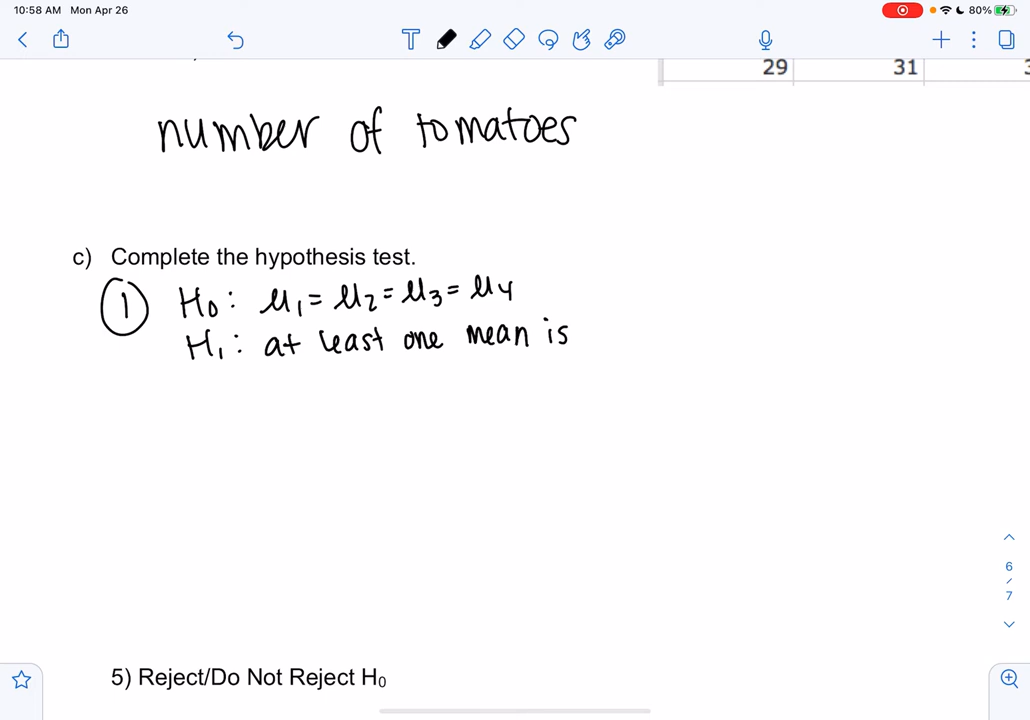 10:58 AM Mon Apr 26
80%
29 31
number of tomatoes
c) Complete the hypothesis test.
① H₀: μ₁ = μ₂ = μ₃ = μ₄
H₁: at least one mean is
6
/
7
5) Reject/Do Not Reject H₀